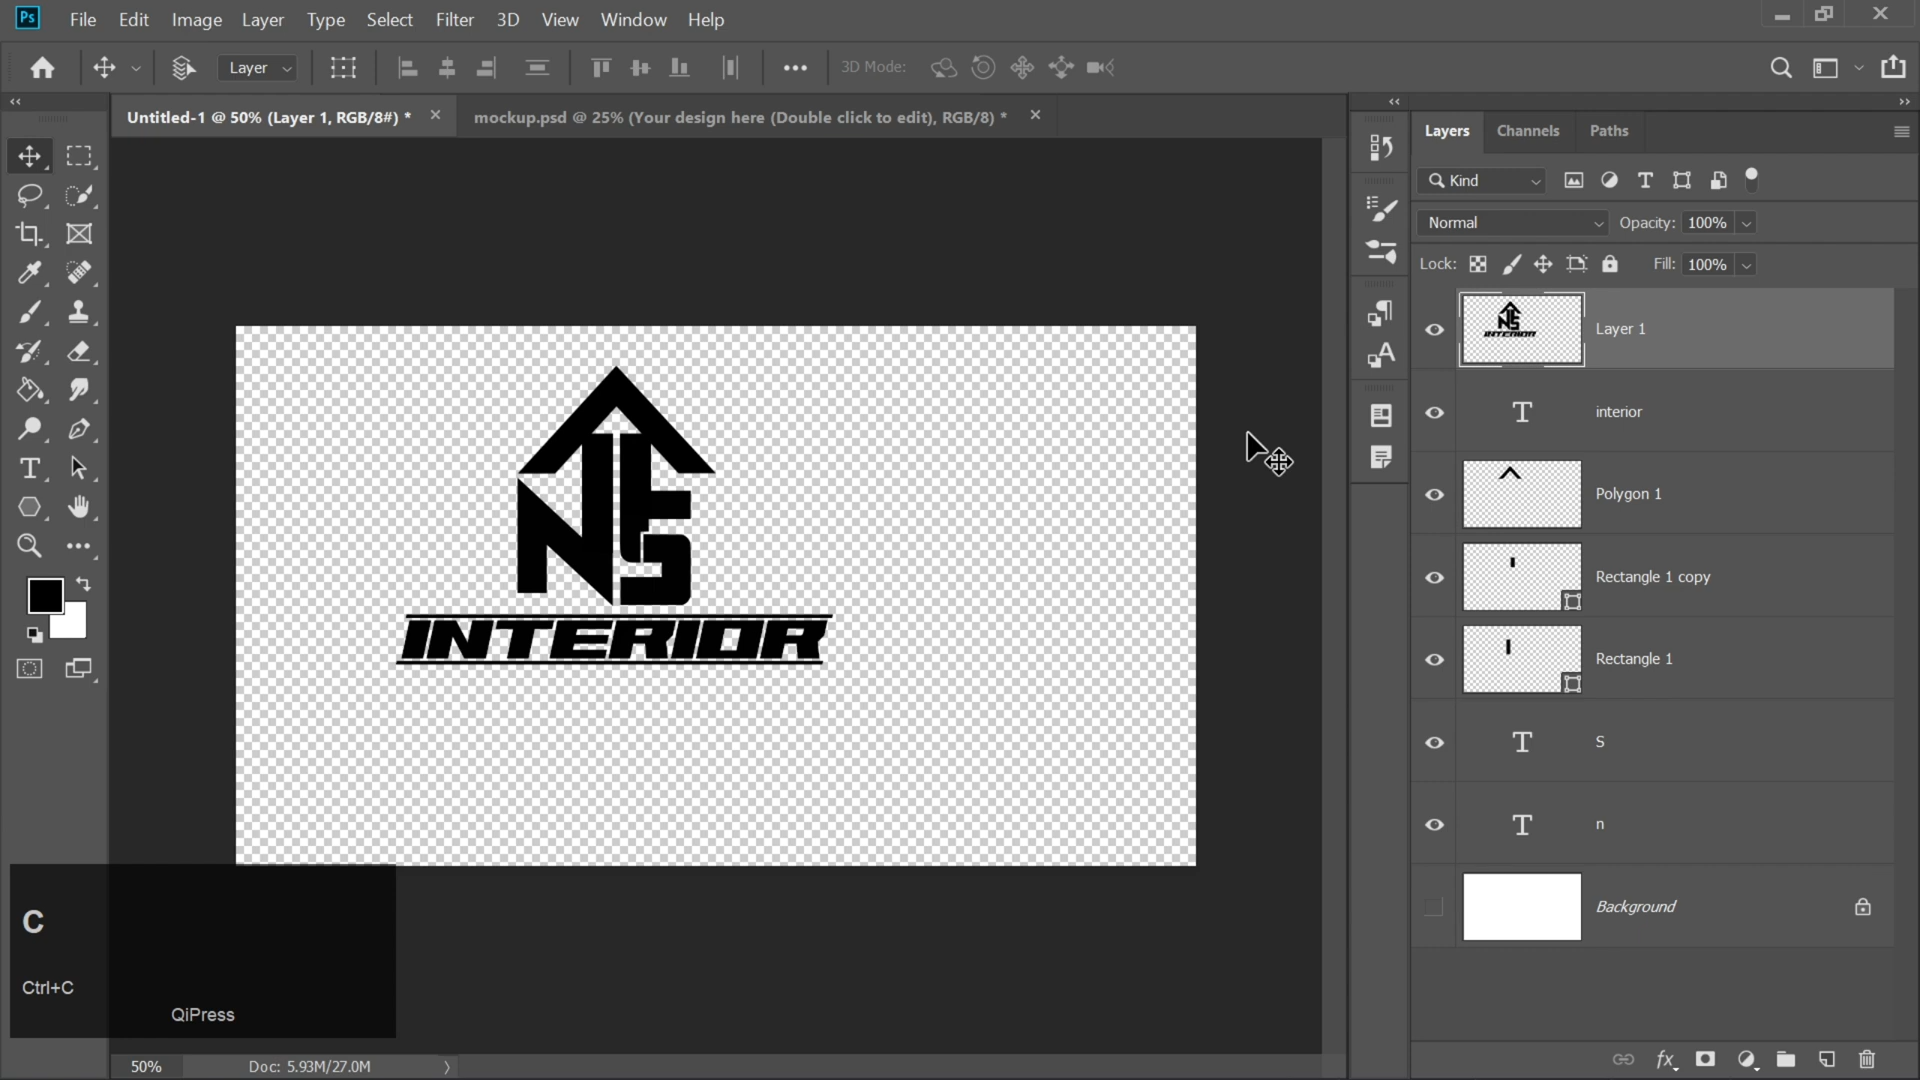 Ps File Edit Image Layer Type Select Filter 3D View Window Help
Layer 3D Mode:
Untitled-1 @ 50% (Layer 1, RGB/8#) * mockup.psd @ 25% (Your design here (Double click to edit), RGB/8) *
Layers Channels Paths
Kind
Normal Opacity: 100%
Lock: Fill: 100%
Layer 1
interior
Polygon 1
Rectangle 1 copy
Rectangle 1
S
n
Background
NS
INTERIOR
C
Ctrl+C
QiPress
50% Doc: 5.93M/27.0M